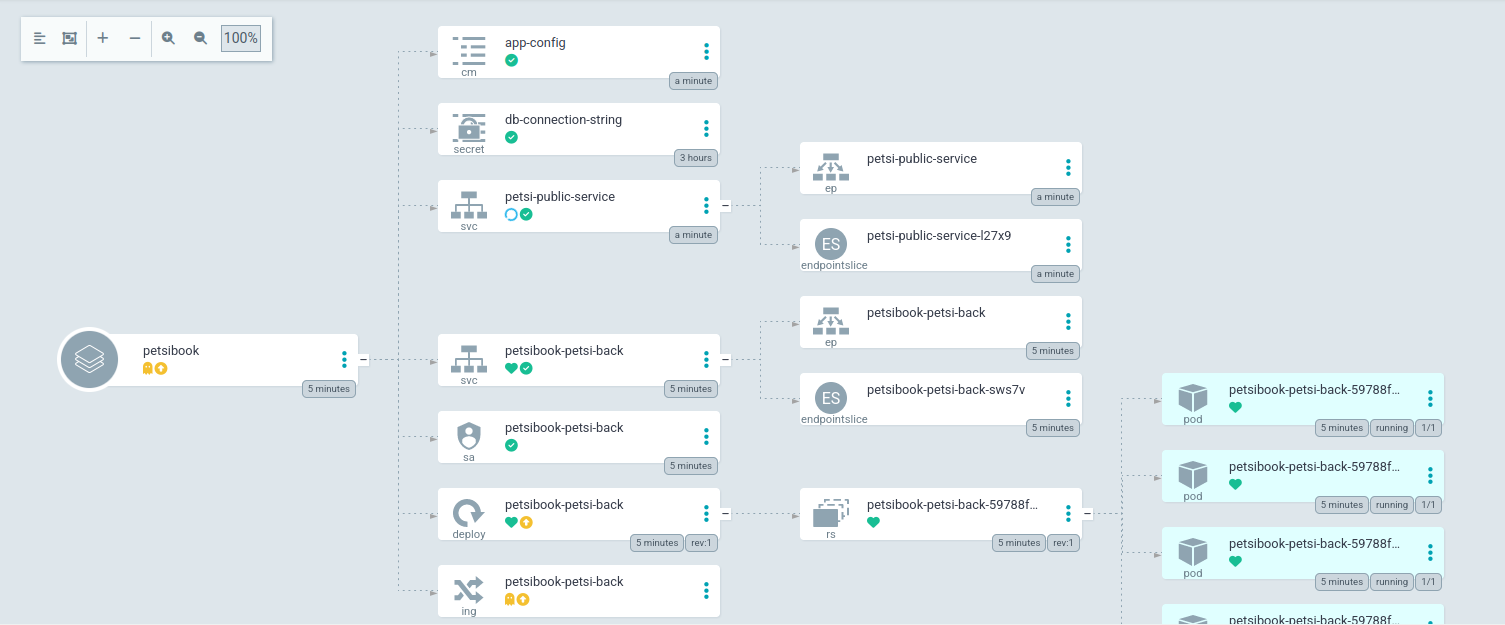 100%
app-config
cm
a minute
db-connection-string
secret
3 hours
petsi-public-service
svc
a minute
petsi-public-service
ep
a minute
petsi-public-service-l27x9
ES
endpointslice
a minute
petsibook-petsi-back
ep
5 minutes
petsibook
5 minutes
petsibook-petsi-back
svc
5 minutes
petsibook-petsi-back-sws7v
ES
endpointslice
5 minutes
petsibook-petsi-back-59788f...
pod
5 minutes running 1/1
petsibook-petsi-back
sa
5 minutes
petsibook-petsi-back-59788f...
pod
5 minutes running 1/1
petsibook-petsi-back
deploy
5 minutes rev:1
petsibook-petsi-back-59788f...
rs
5 minutes rev:1
petsibook-petsi-back-59788f...
pod
5 minutes running 1/1
petsibook-petsi-back
ing
petsibook-petsi-back-59788f...